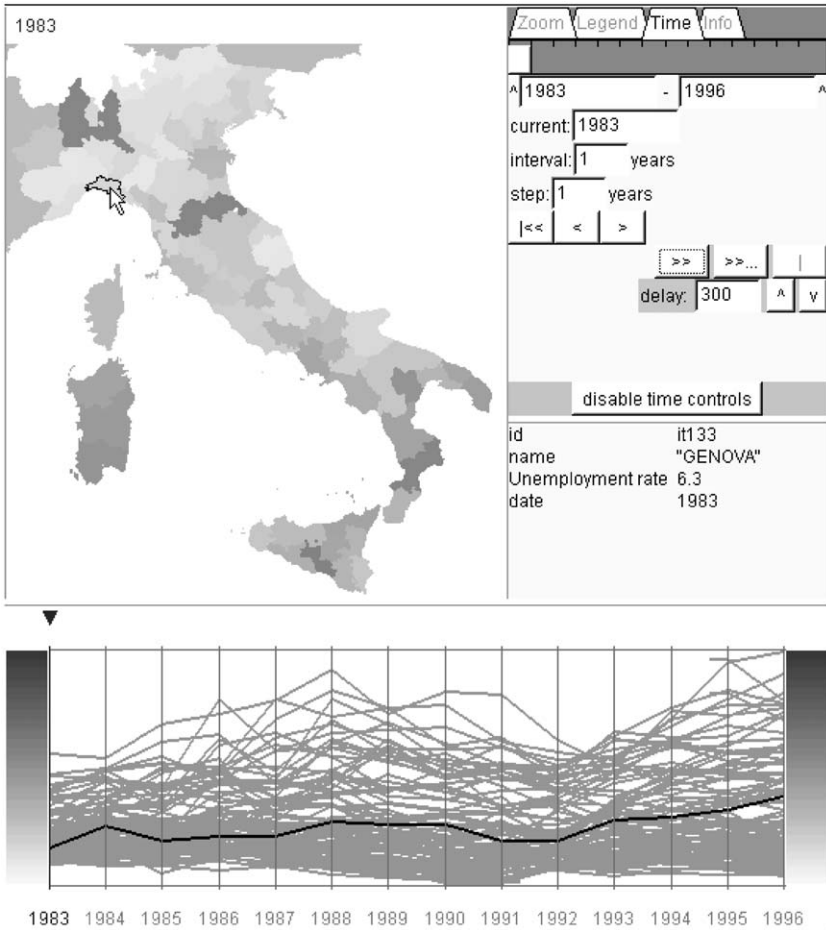 1983
Zoom Legend Time Info
^ 1983 - 1996 ^
current: 1983
interval: 1 years
step: 1 years
|<< < >
>> >>... |
delay: 300 ^ v
disable time controls
id it133
name "GENOVA"
Unemployment rate 6.3
date 1983
1983 1984 1985 1986 1987 1988 1989 1990 1991 1992 1993 1994 1995 1996